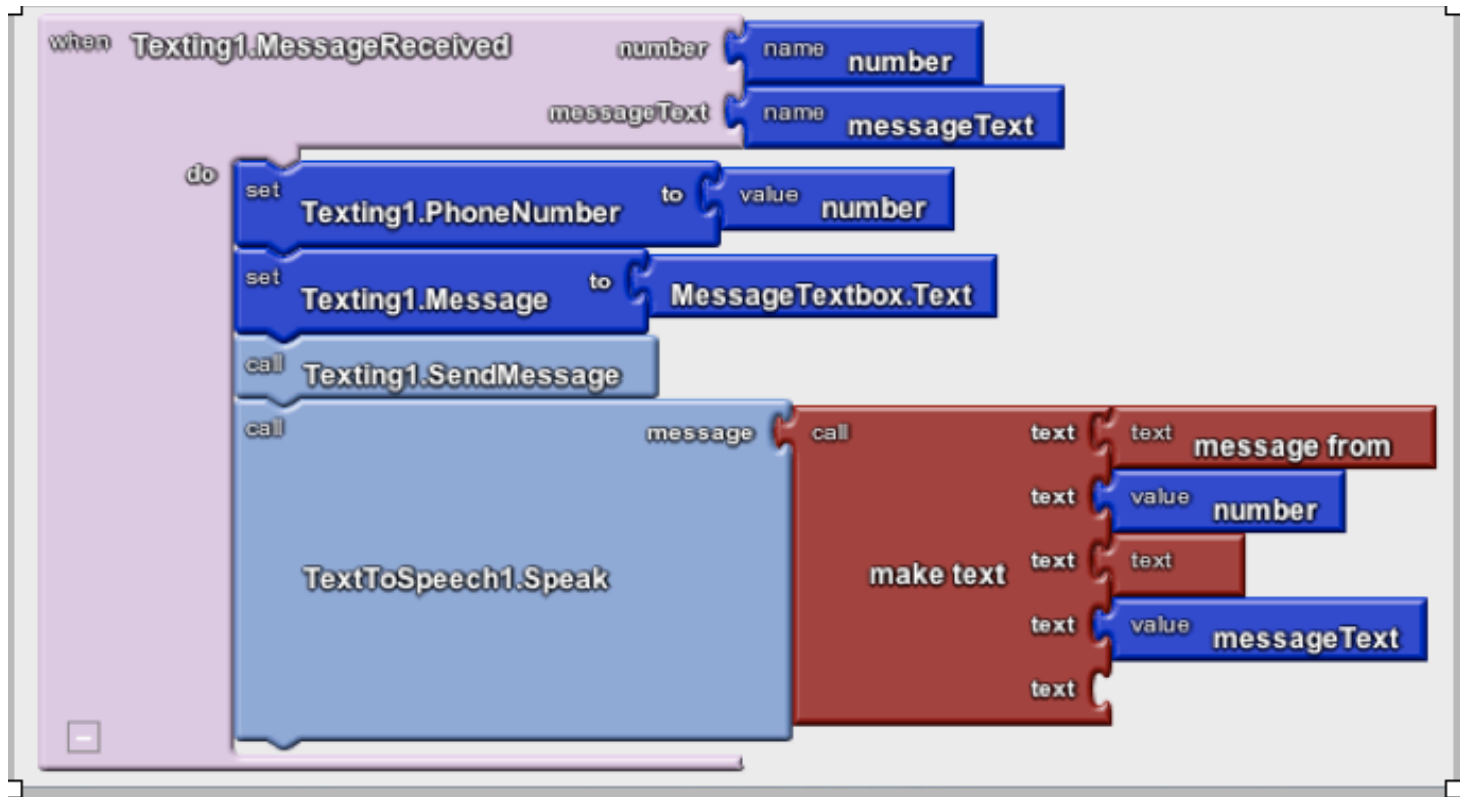 when Texting1.MessageReceived number name number
messageText name messageText
do
set Texting1.PhoneNumber to value number
set Texting1.Message to MessageTextbox.Text
call Texting1.SendMessage
call message call text text message from
text value number
TextToSpeech1.Speak make text text text
text value messageText
text